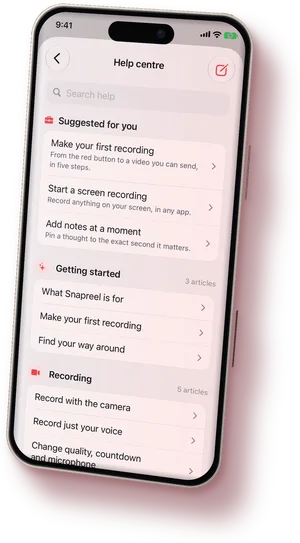 9:41
Help centre
Search help
Suggested for you
Make your first recording
From the red button to a video you can send,
in five steps.
Start a screen recording
Record anything on your screen, in any app.
Add notes at a moment
Pin a thought to the exact second it matters.
Getting started
3 articles
What Snapreel is for
Make your first recording
Find your way around
Recording
5 articles
Record with the camera
Record just your voice
Change quality, countdown
and microphone